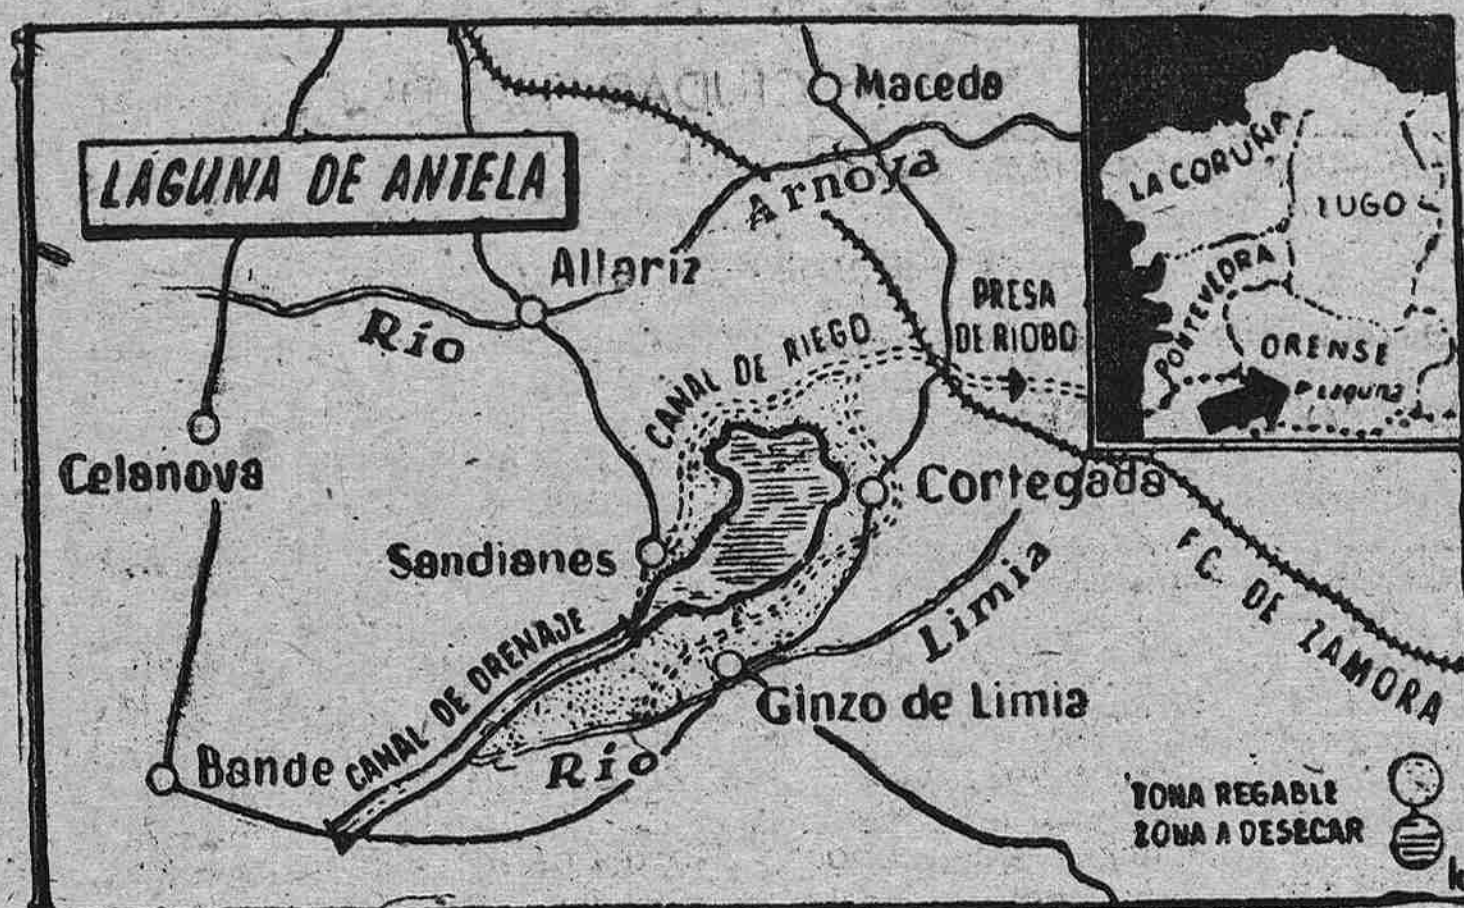 LAGUNA DE ANTELA
Maceda
Arnoya
Allariz
Río
PRESA
DE RIOBO
CANAL DE RIEGO
Celanova
Cortegada
Sandianes
Limia
F.C. DE ZAMORA
CANAL DE DRENAJE
Ginzo de Limia
Bande
Río
ZONA REGABLE
ZONA A DESECAR
LA CORUÑA
LUGO
PONTEVEDRA
ORENSE
Laguna